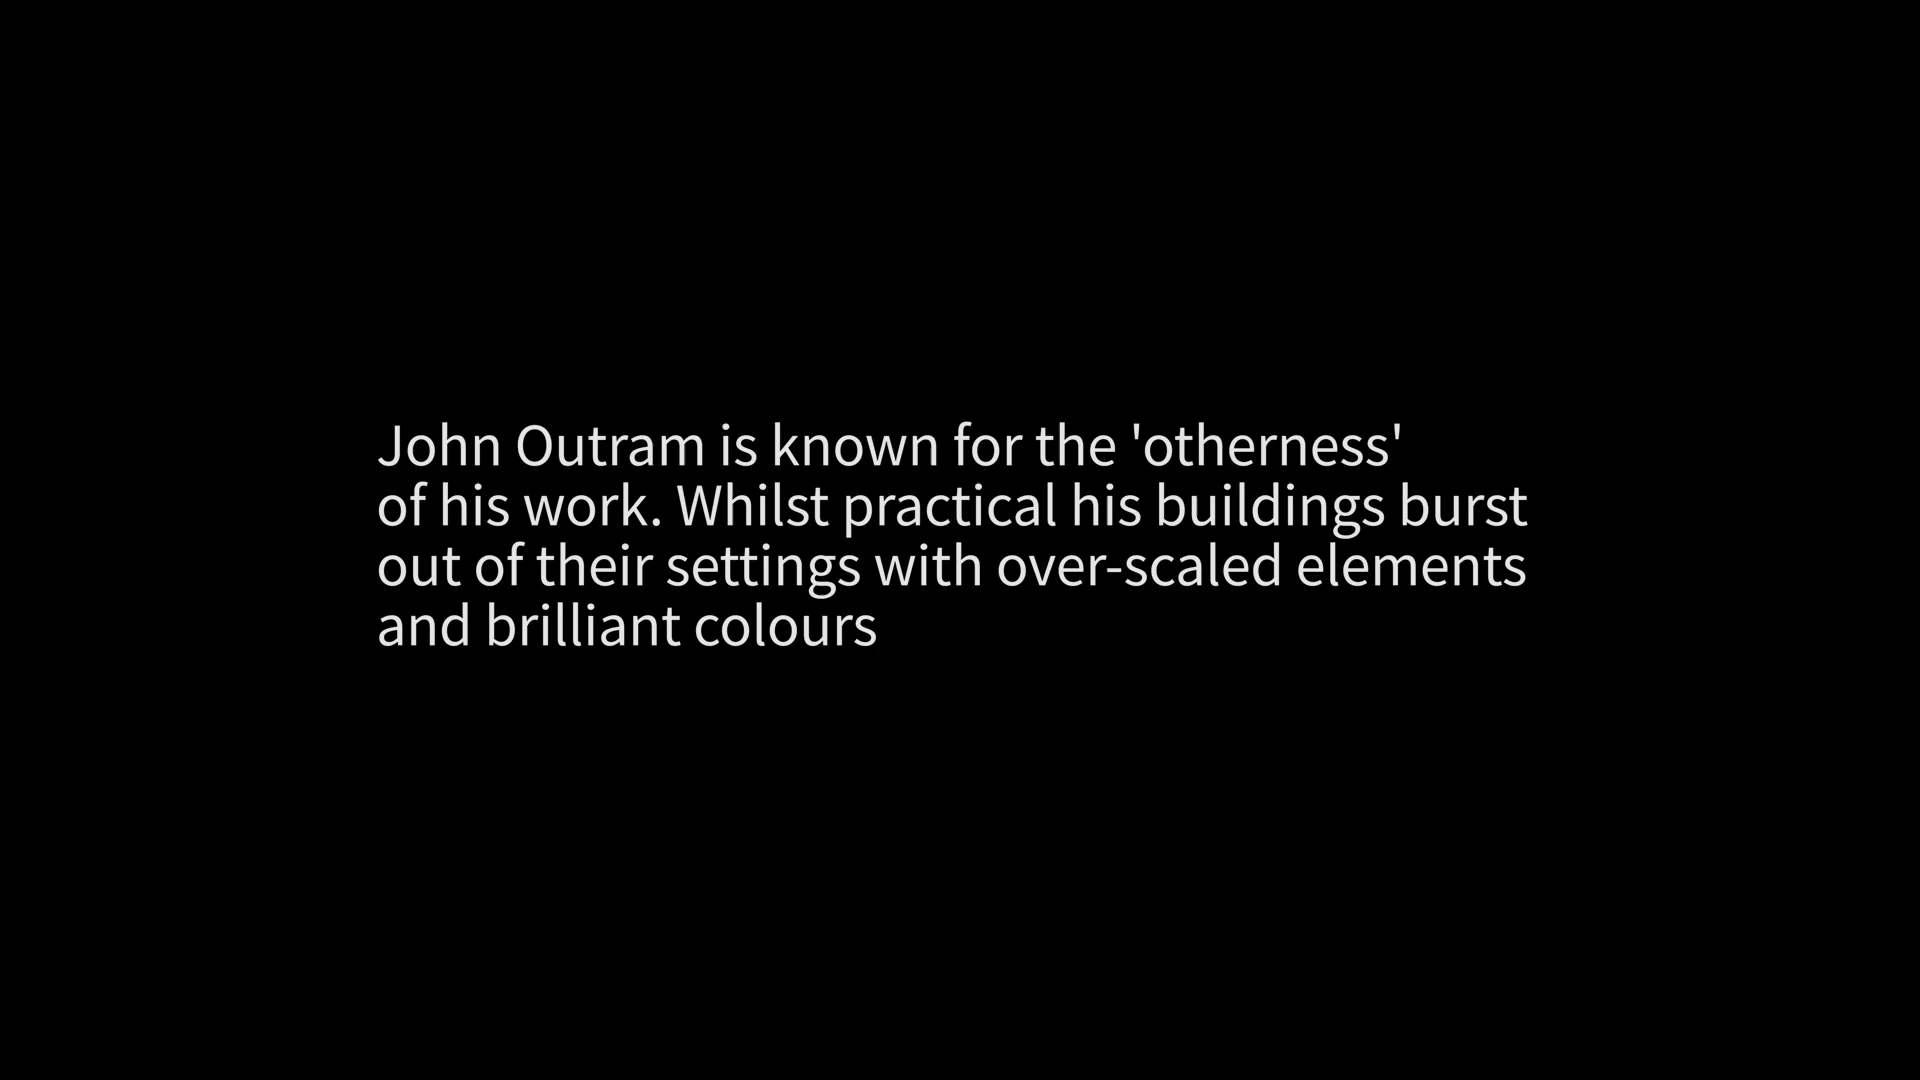 John Outram is known for the 'otherness'
of his work. Whilst practical his buildings burst
out of their settings with over-scaled elements
and brilliant colours